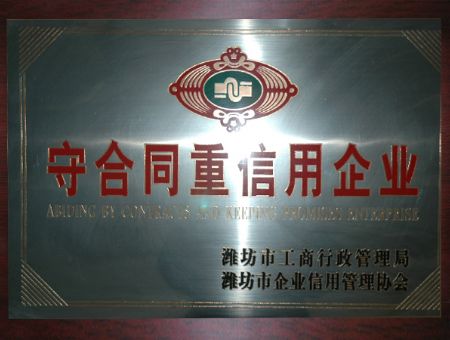 守合同重信用企业
ABIDING BY CONTRACTS AND KEEPING PROMISES ENTERPRISE
潍坊市工商行政管理局
潍坊市企业信用管理协会